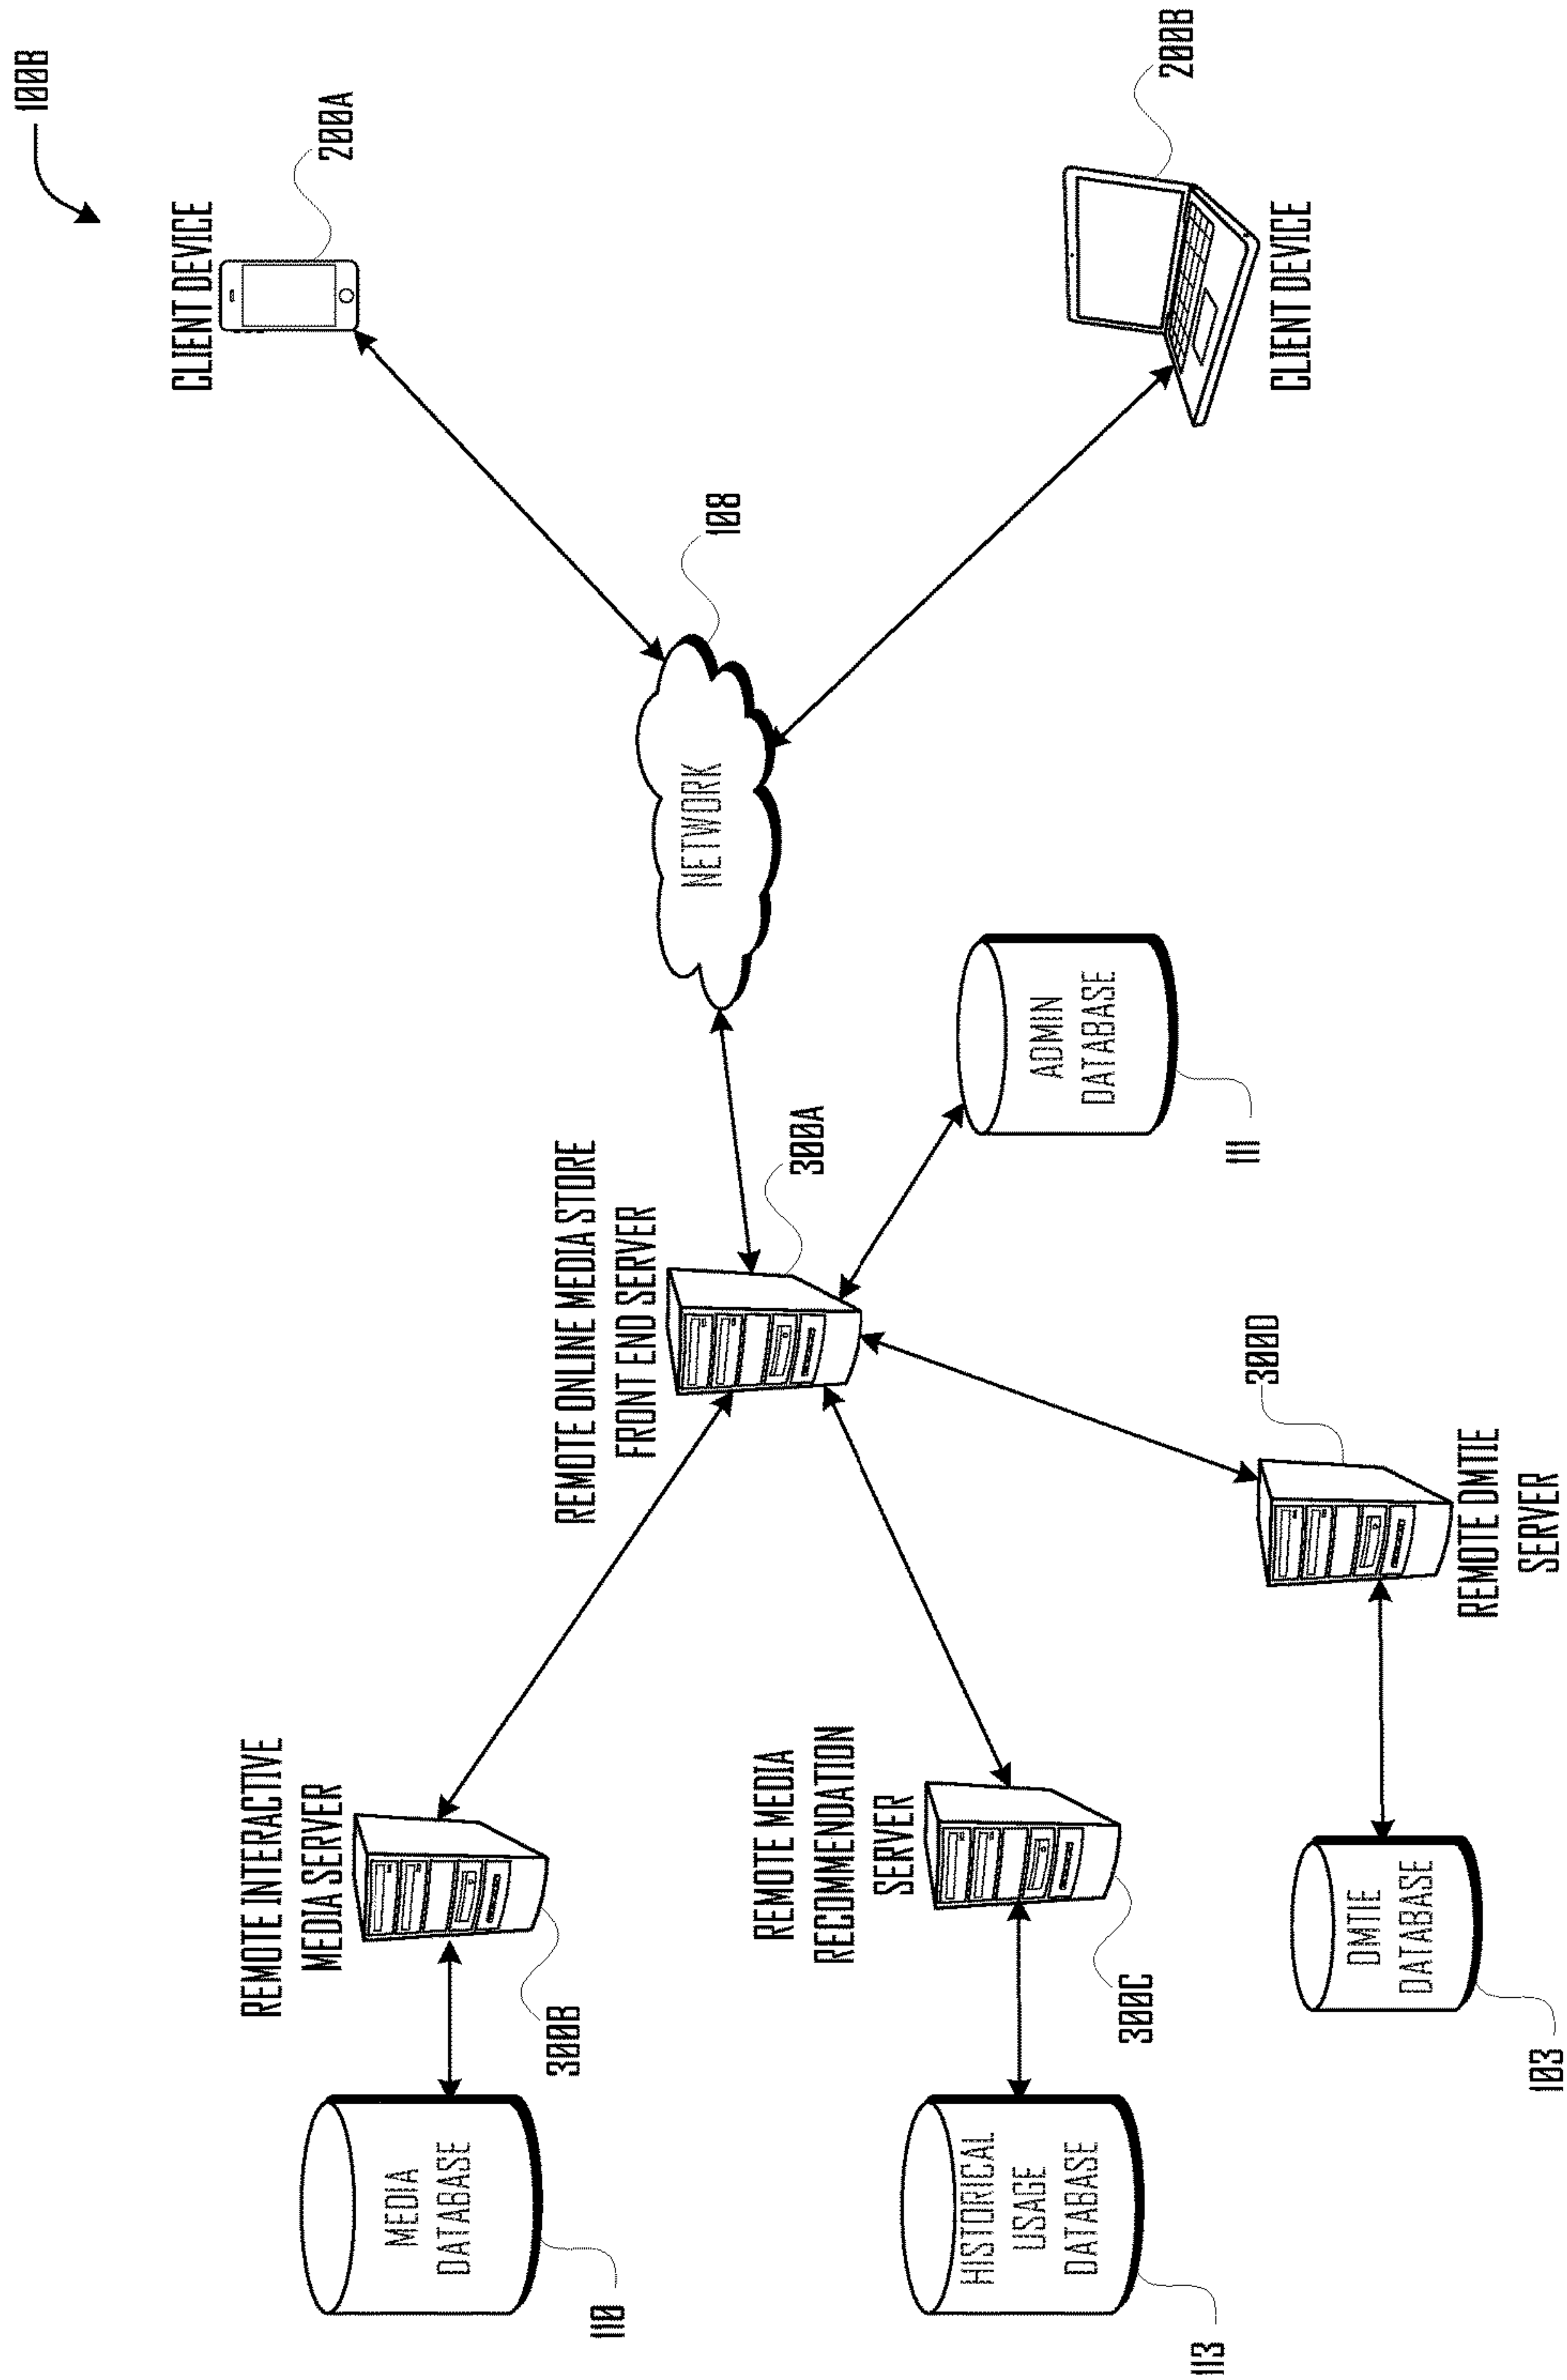 100B
CLIENT DEVICE
200A
CLIENT DEVICE
200B
108
NETWORK
REMOTE ONLINE MEDIA STORE
FRONT END SERVER
300A
ADMIN
DATABASE
111
REMOTE INTERACTIVE
MEDIA SERVER
300B
MEDIA
DATABASE
110
REMOTE MEDIA
RECOMMENDATION
SERVER
300C
HISTORICAL
USAGE
DATABASE
113
300D
REMOTE DMTIE
SERVER
DMTIE
DATABASE
103